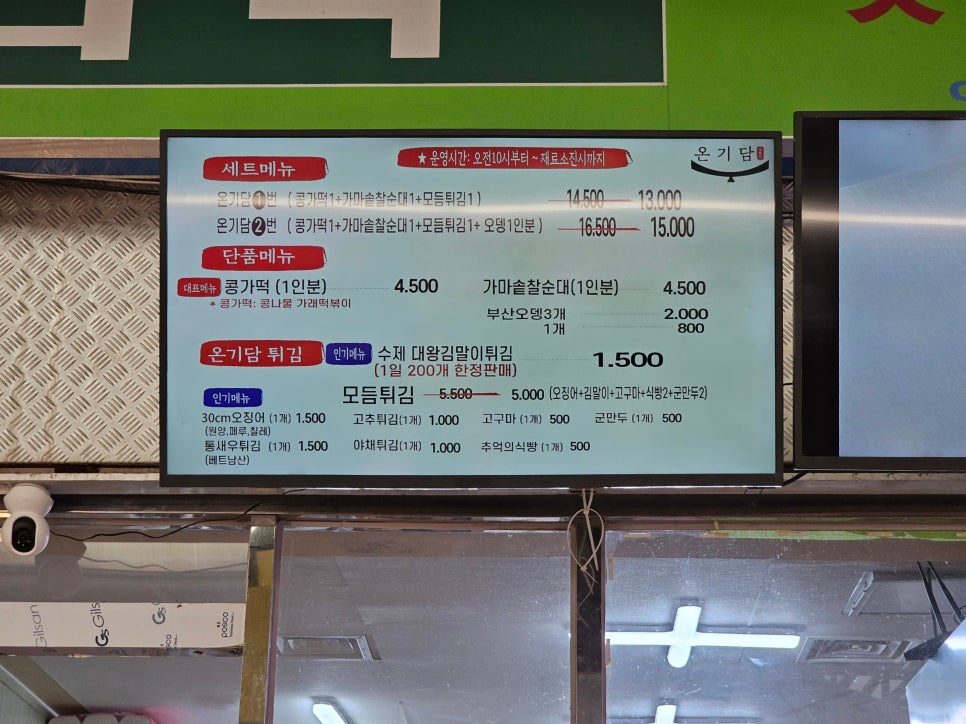 ★ 운영시간: 오전10시부터 ~ 재료소진시까지
온기담
세트메뉴
온기담 1번 ( 콩가떡1+가마솥찰순대1+모듬튀김1 ) 14.500 13.000
온기담 2번 ( 콩가떡1+가마솥찰순대1+모듬튀김1+ 오뎅1인분 ) 16.500 15.000
단품메뉴
대표메뉴 콩가떡 (1인분) 4.500
* 콩가떡: 콩나물 가래떡볶이
가마솥찰순대(1인분) 4.500
부산오뎅3개 2.000
1개 800
온기담 튀김 인기메뉴 수제 대왕김말이튀김 1.500
(1일 200개 한정판매)
인기메뉴 모듬튀김 5.500 5.000 (오징어+김말이+고구마+식빵2+군만두2)
30cm오징어 (1개) 1.500 고추튀김(1개) 1.000 고구마 (1개) 500 군만두 (1개) 500
(원양,페루,칠레)
통새우튀김 (1개) 1.500 야채튀김(1개) 1.000 추억의식빵 (1개) 500
(베트남산)
Gilsan Gs Gilsan Gs posco